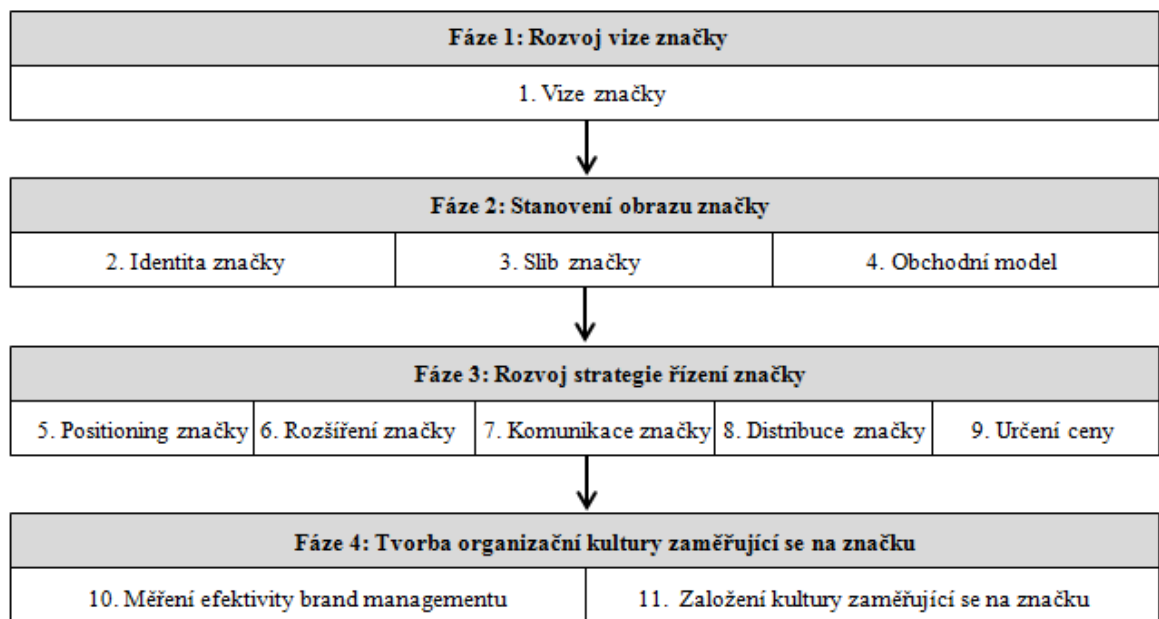 Fáze 1: Rozvoj vize značky
1. Vize značky
Fáze 2: Stanovení obrazu značky
2. Identita značky
3. Slib značky
4. Obchodní model
Fáze 3: Rozvoj strategie řízení značky
5. Positioning značky
6. Rozšíření značky
7. Komunikace značky
8. Distribuce značky
9. Určení ceny
Fáze 4: Tvorba organizační kultury zaměřující se na značku
10. Měření efektivity brand managementu
11. Založení kultury zaměřující se na značku